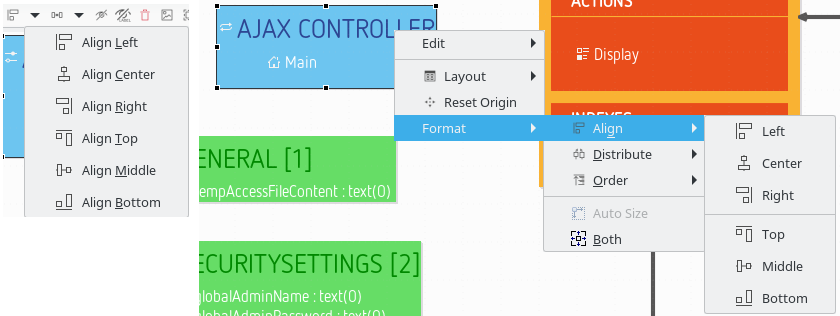 Align Left
Align Center
Align Right
Align Top
Align Middle
Align Bottom
AJAX CONTROLLER
Main
ENERAL [1]
empAccessFileContent : text(0)
ECURITYSETTINGS [2]
globalAdminName : text(0)
globalAdminPassword : text(0)
ACTIONS
Display
INDEXES
Edit
Layout
Reset Origin
Format
Align
Distribute
Order
Auto Size
Both
Left
Center
Right
Top
Middle
Bottom